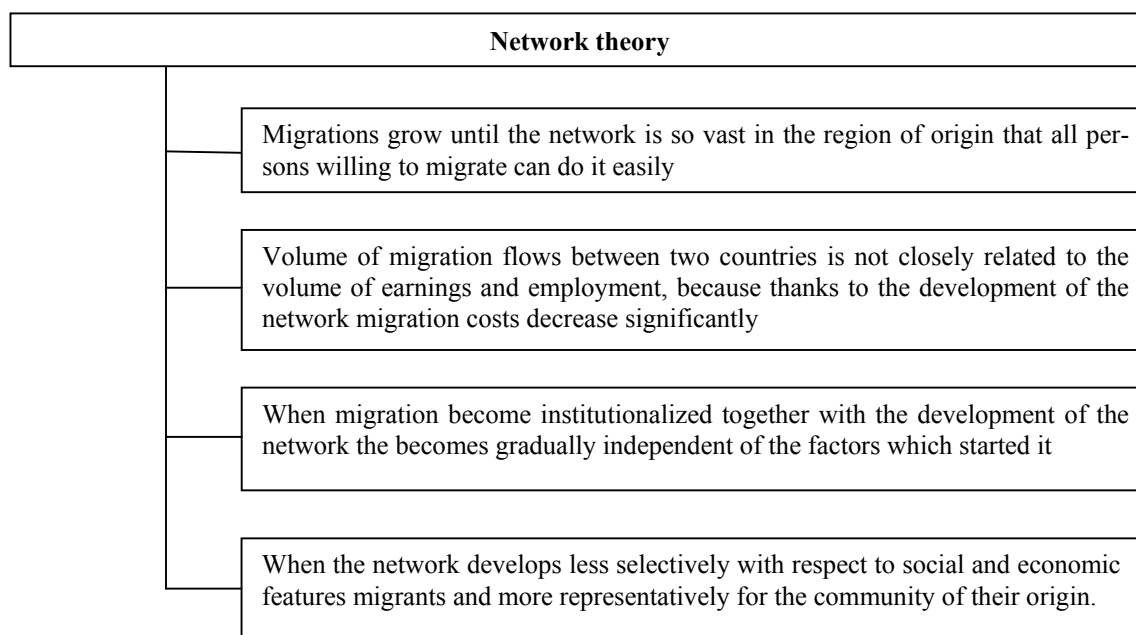 Network theory
Migrations grow until the network is so vast in the region of origin that all per-
sons willing to migrate can do it easily
Volume of migration flows between two countries is not closely related to the
volume of earnings and employment, because thanks to the development of the
network migration costs decrease significantly
When migration become institutionalized together with the development of the
network the becomes gradually independent of the factors which started it
When the network develops less selectively with respect to social and economic
features migrants and more representatively for the community of their origin.